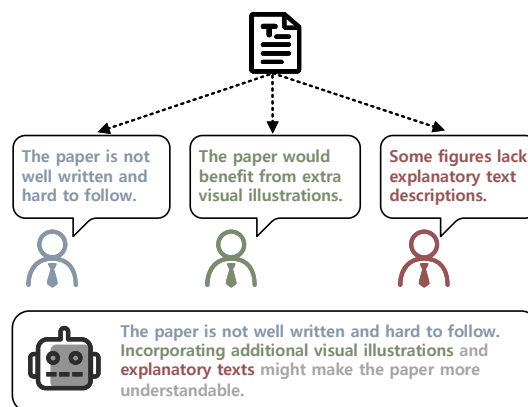 The paper is not
well written and
hard to follow.
The paper would
benefit from extra
visual illustrations.
Some figures lack
explanatory text
descriptions.
The paper is not well written and hard to follow.
Incorporating additional visual illustrations and
explanatory texts might make the paper more
understandable.